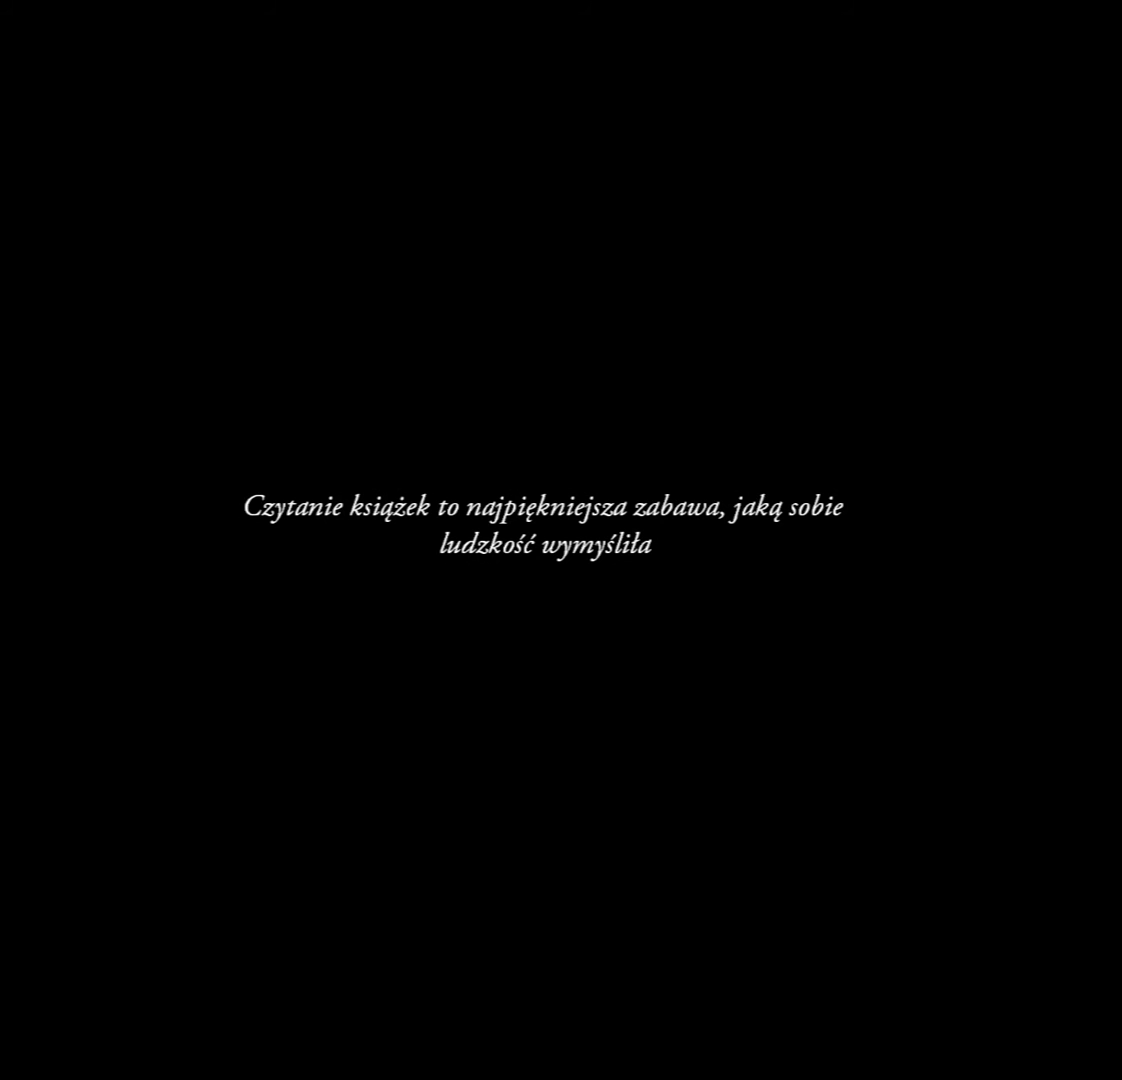 Czytanie książek to najpiękniejsza zabawa, jaką sobie
ludzkość wymyśliła